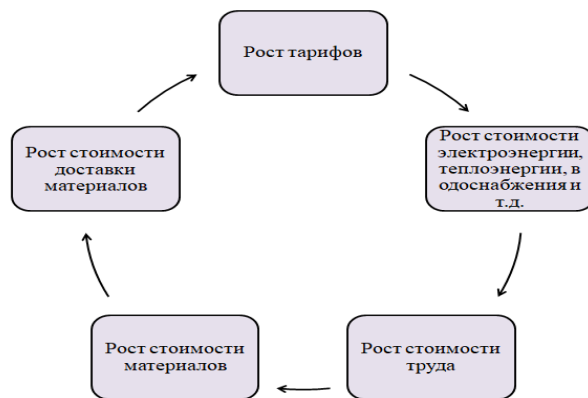 Рост тарифов
Рост стоимости
электроэнергии,
теплоэнергии, в
одоснабжения и
т.д.
Рост стоимости
труда
Рост стоимости
материалов
Рост стоимости
доставки
материалов